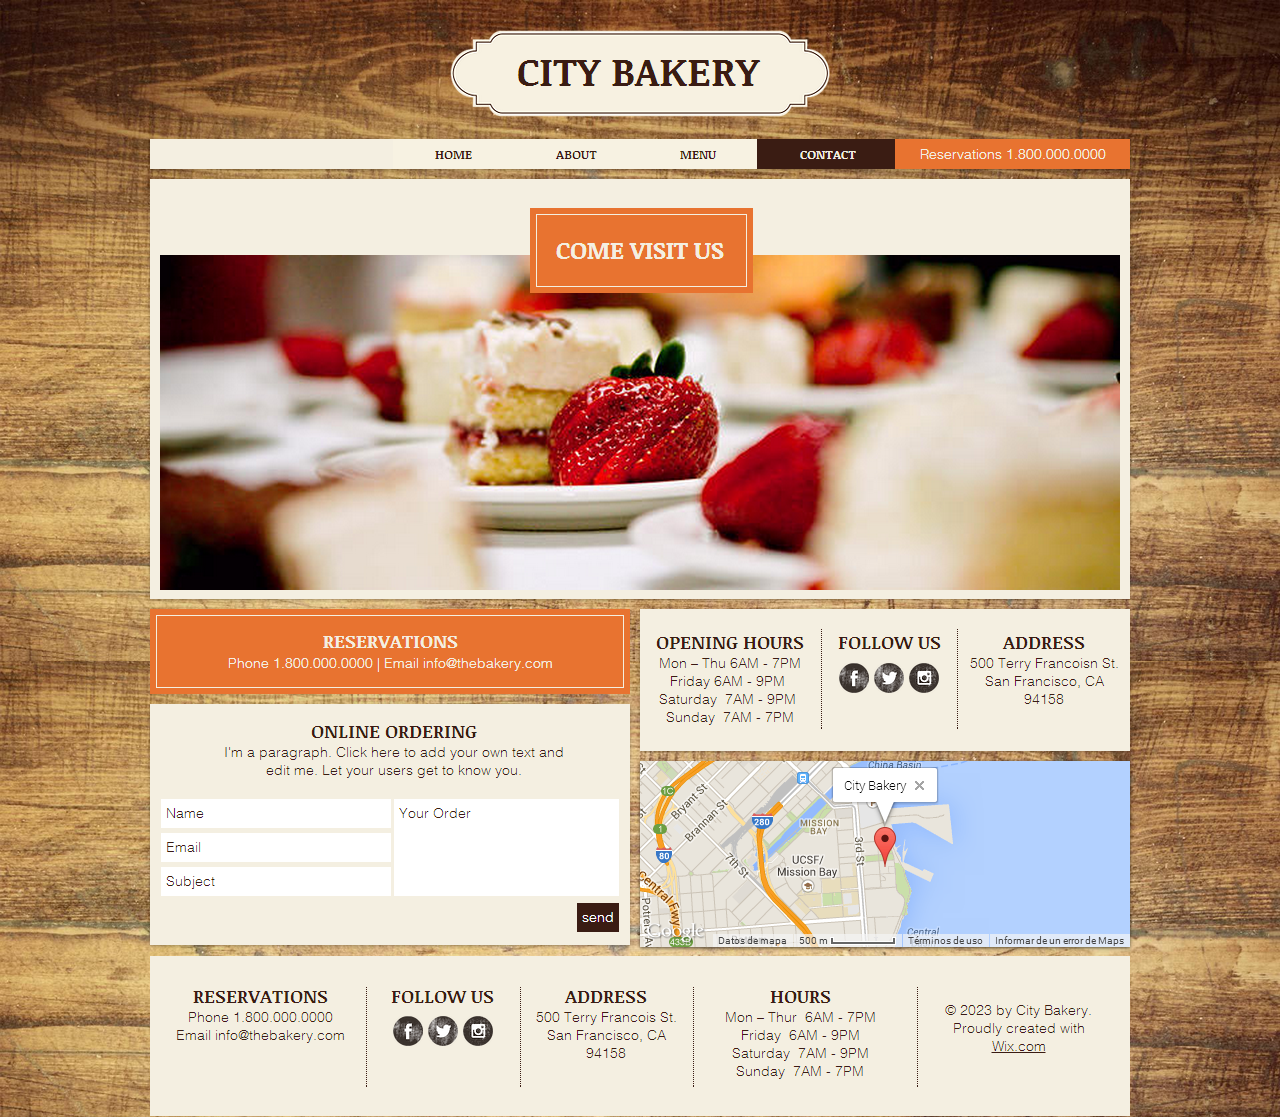 CITY BAKERY
HOME ABOUT MENU CONTACT Reservations 1.800.000.0000
COME VISIT US
RESERVATIONS
Phone 1.800.000.0000 | Email info@thebakery.com
ONLINE ORDERING
I'm a paragraph. Click here to add your own text and
edit me. Let your users get to know you.
Name
Your Order
Email
Subject
send
OPENING HOURS
Mon – Thu 6AM - 7PM
Friday 6AM - 9PM
Saturday 7AM - 9PM
Sunday 7AM - 7PM
FOLLOW US
ADDRESS
500 Terry Francoisn St.
San Francisco, CA
94158
China Basin
City Bakery
1C
Bryant St
280
Brannan St
MISSION
BAY
1
3rd St
80
7th St
UCSF/
Mission Bay
Central Fwy
Potrero Av
Google
433B
Central
Datos de mapa 500 m Términos de uso Informar de un error de Maps
RESERVATIONS
Phone 1.800.000.0000
Email info@thebakery.com
FOLLOW US
ADDRESS
500 Terry Francois St.
San Francisco, CA
94158
HOURS
Mon – Thur 6AM - 7PM
Friday 6AM - 9PM
Saturday 7AM - 9PM
Sunday 7AM - 7PM
© 2023 by City Bakery.
Proudly created with
Wix.com